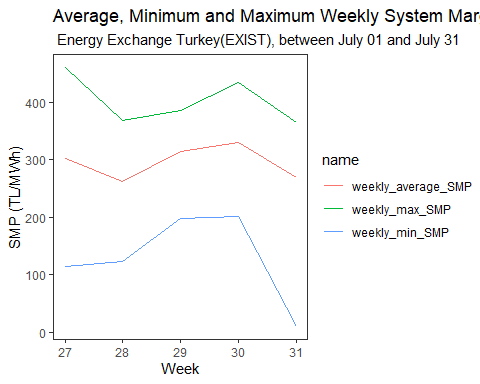 Average, Minimum and Maximum Weekly System Marg
Energy Exchange Turkey(EXIST), between July 01 and July 31
SMP (TL/MWh)
400
300
200
100
0
27
28
29
30
31
Week
name
weekly_average_SMP
weekly_max_SMP
weekly_min_SMP